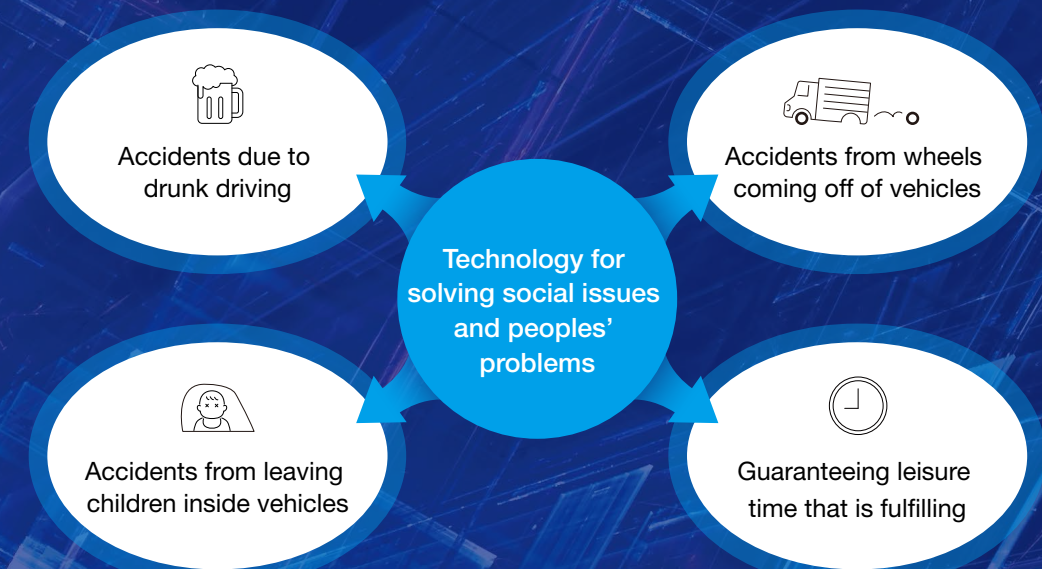 Accidents due to
drunk driving
Accidents from wheels
coming off of vehicles
Technology for
solving social issues
and peoples’
problems
Accidents from leaving
children inside vehicles
Guaranteeing leisure
time that is fulfilling